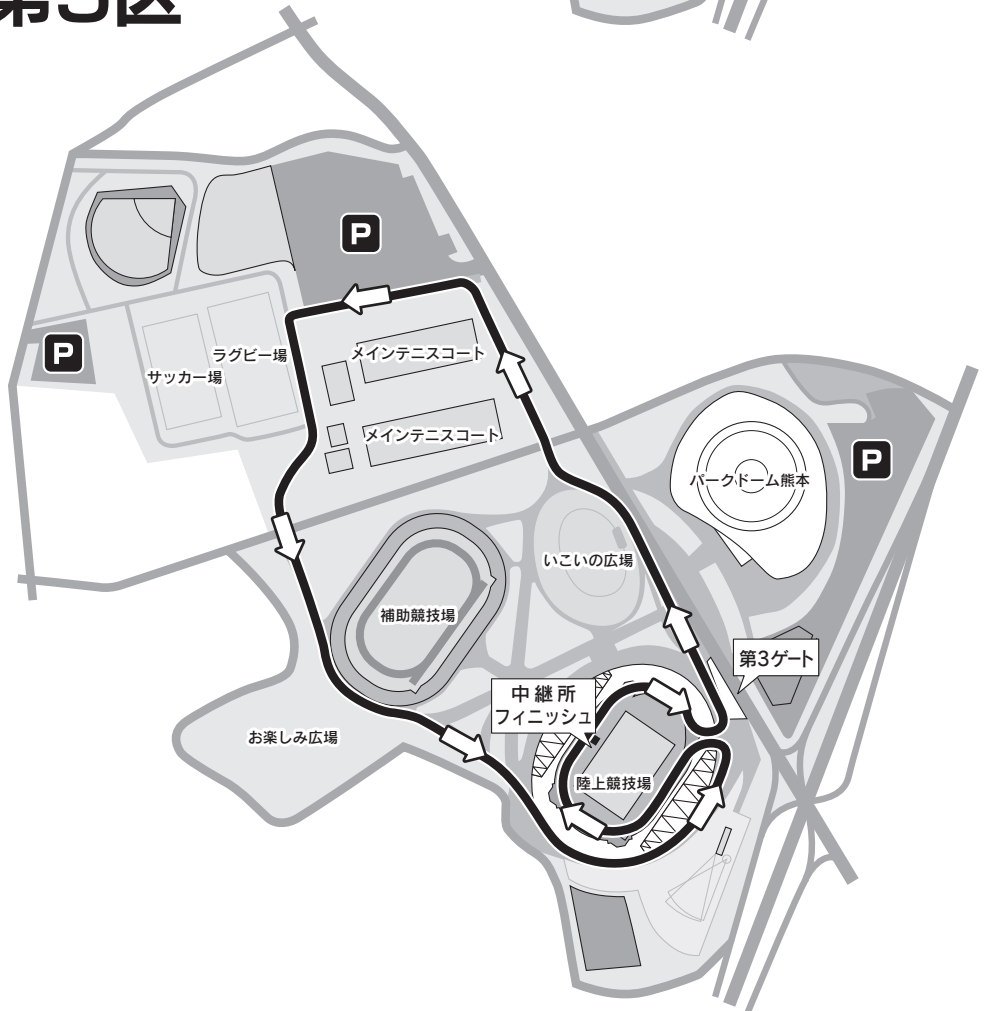 P
P
ラグビー場
サッカー場
メインテニスコート
メインテニスコート
P
パークドーム熊本
いこいの広場
補助競技場
第3ゲート
中継所
フィニッシュ
お楽しみ広場
陸上競技場